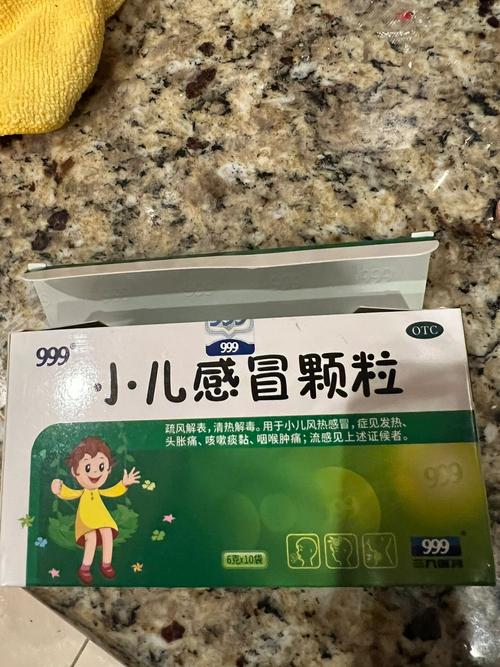 999
999
OTC
999®
小儿感冒颗粒
疏风解表，清热解毒。用于小儿风热感冒，症见发热、
头胀痛、咳嗽痰黏、咽喉肿痛；流感见上述证候者。
999
6克x10袋
999®
三九医药